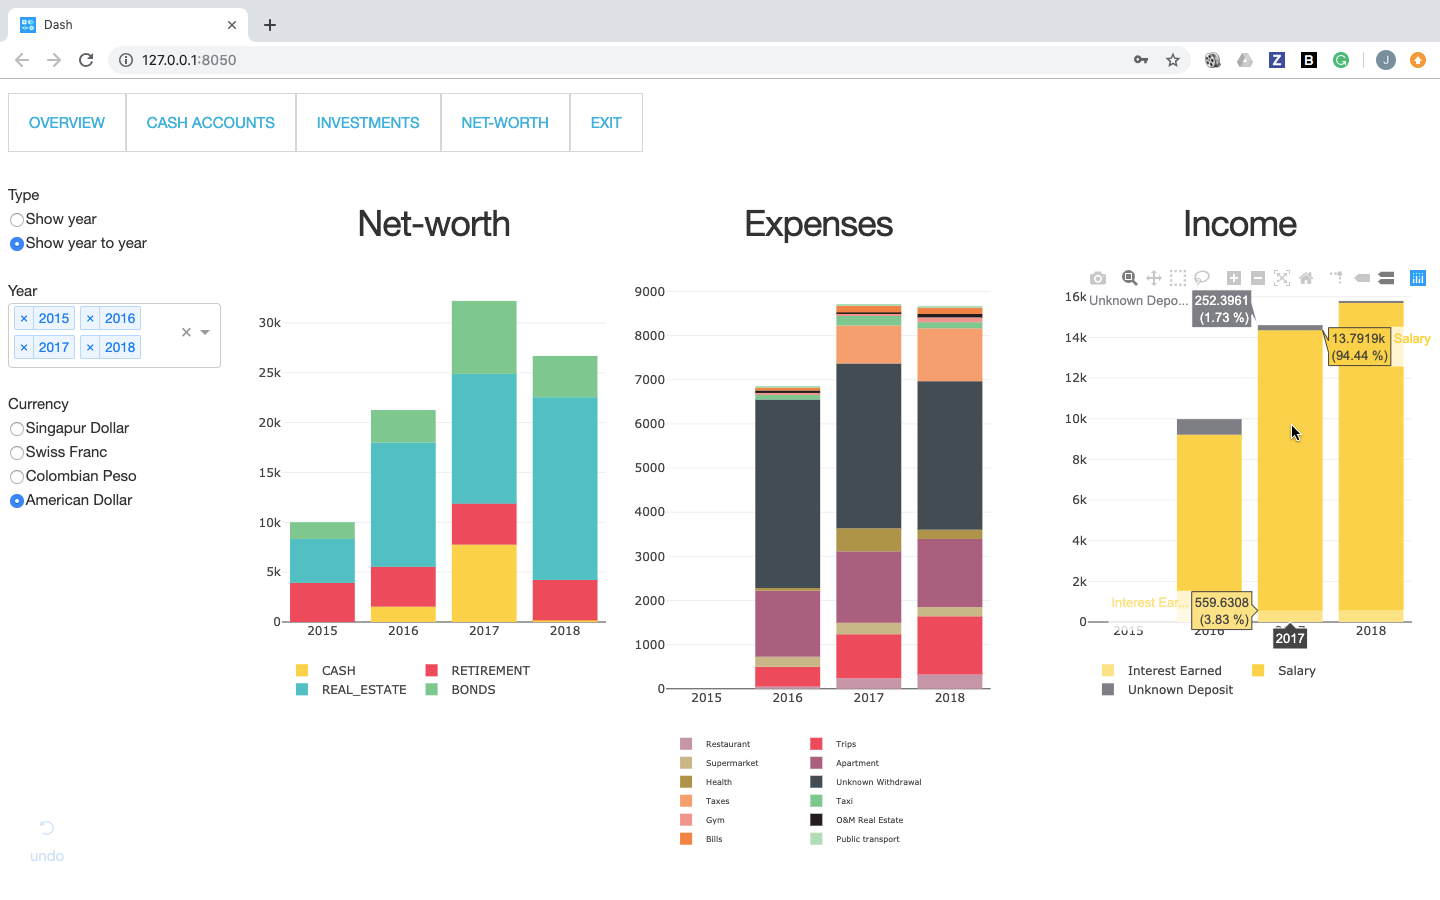 Dash
127.0.0.1:8050
Z
B
G
J
OVERVIEW
CASH ACCOUNTS
INVESTMENTS
NET-WORTH
EXIT
Type
Show year
Show year to year
Year
× 2015
× 2016
× 2017
× 2018
Currency
Singapur Dollar
Swiss Franc
Colombian Peso
American Dollar
undo
Net-worth
30k
25k
20k
15k
10k
5k
0
2015
2016
2017
2018
CASH
RETIREMENT
REAL_ESTATE
BONDS
Expenses
9000
8000
7000
6000
5000
4000
3000
2000
1000
0
2015
2016
2017
2018
Restaurant
Trips
Supermarket
Apartment
Health
Unknown Withdrawal
Taxes
Taxi
Gym
O&M Real Estate
Bills
Public transport
Income
16k
14k
12k
10k
8k
6k
4k
2k
0
Unknown Depo...
252.3961
(1.73 %)
13.7919k
(94.44 %)
Salary
Interest Ear...
559.6308
(3.83 %)
2015
2016
2017
2018
Interest Earned
Salary
Unknown Deposit